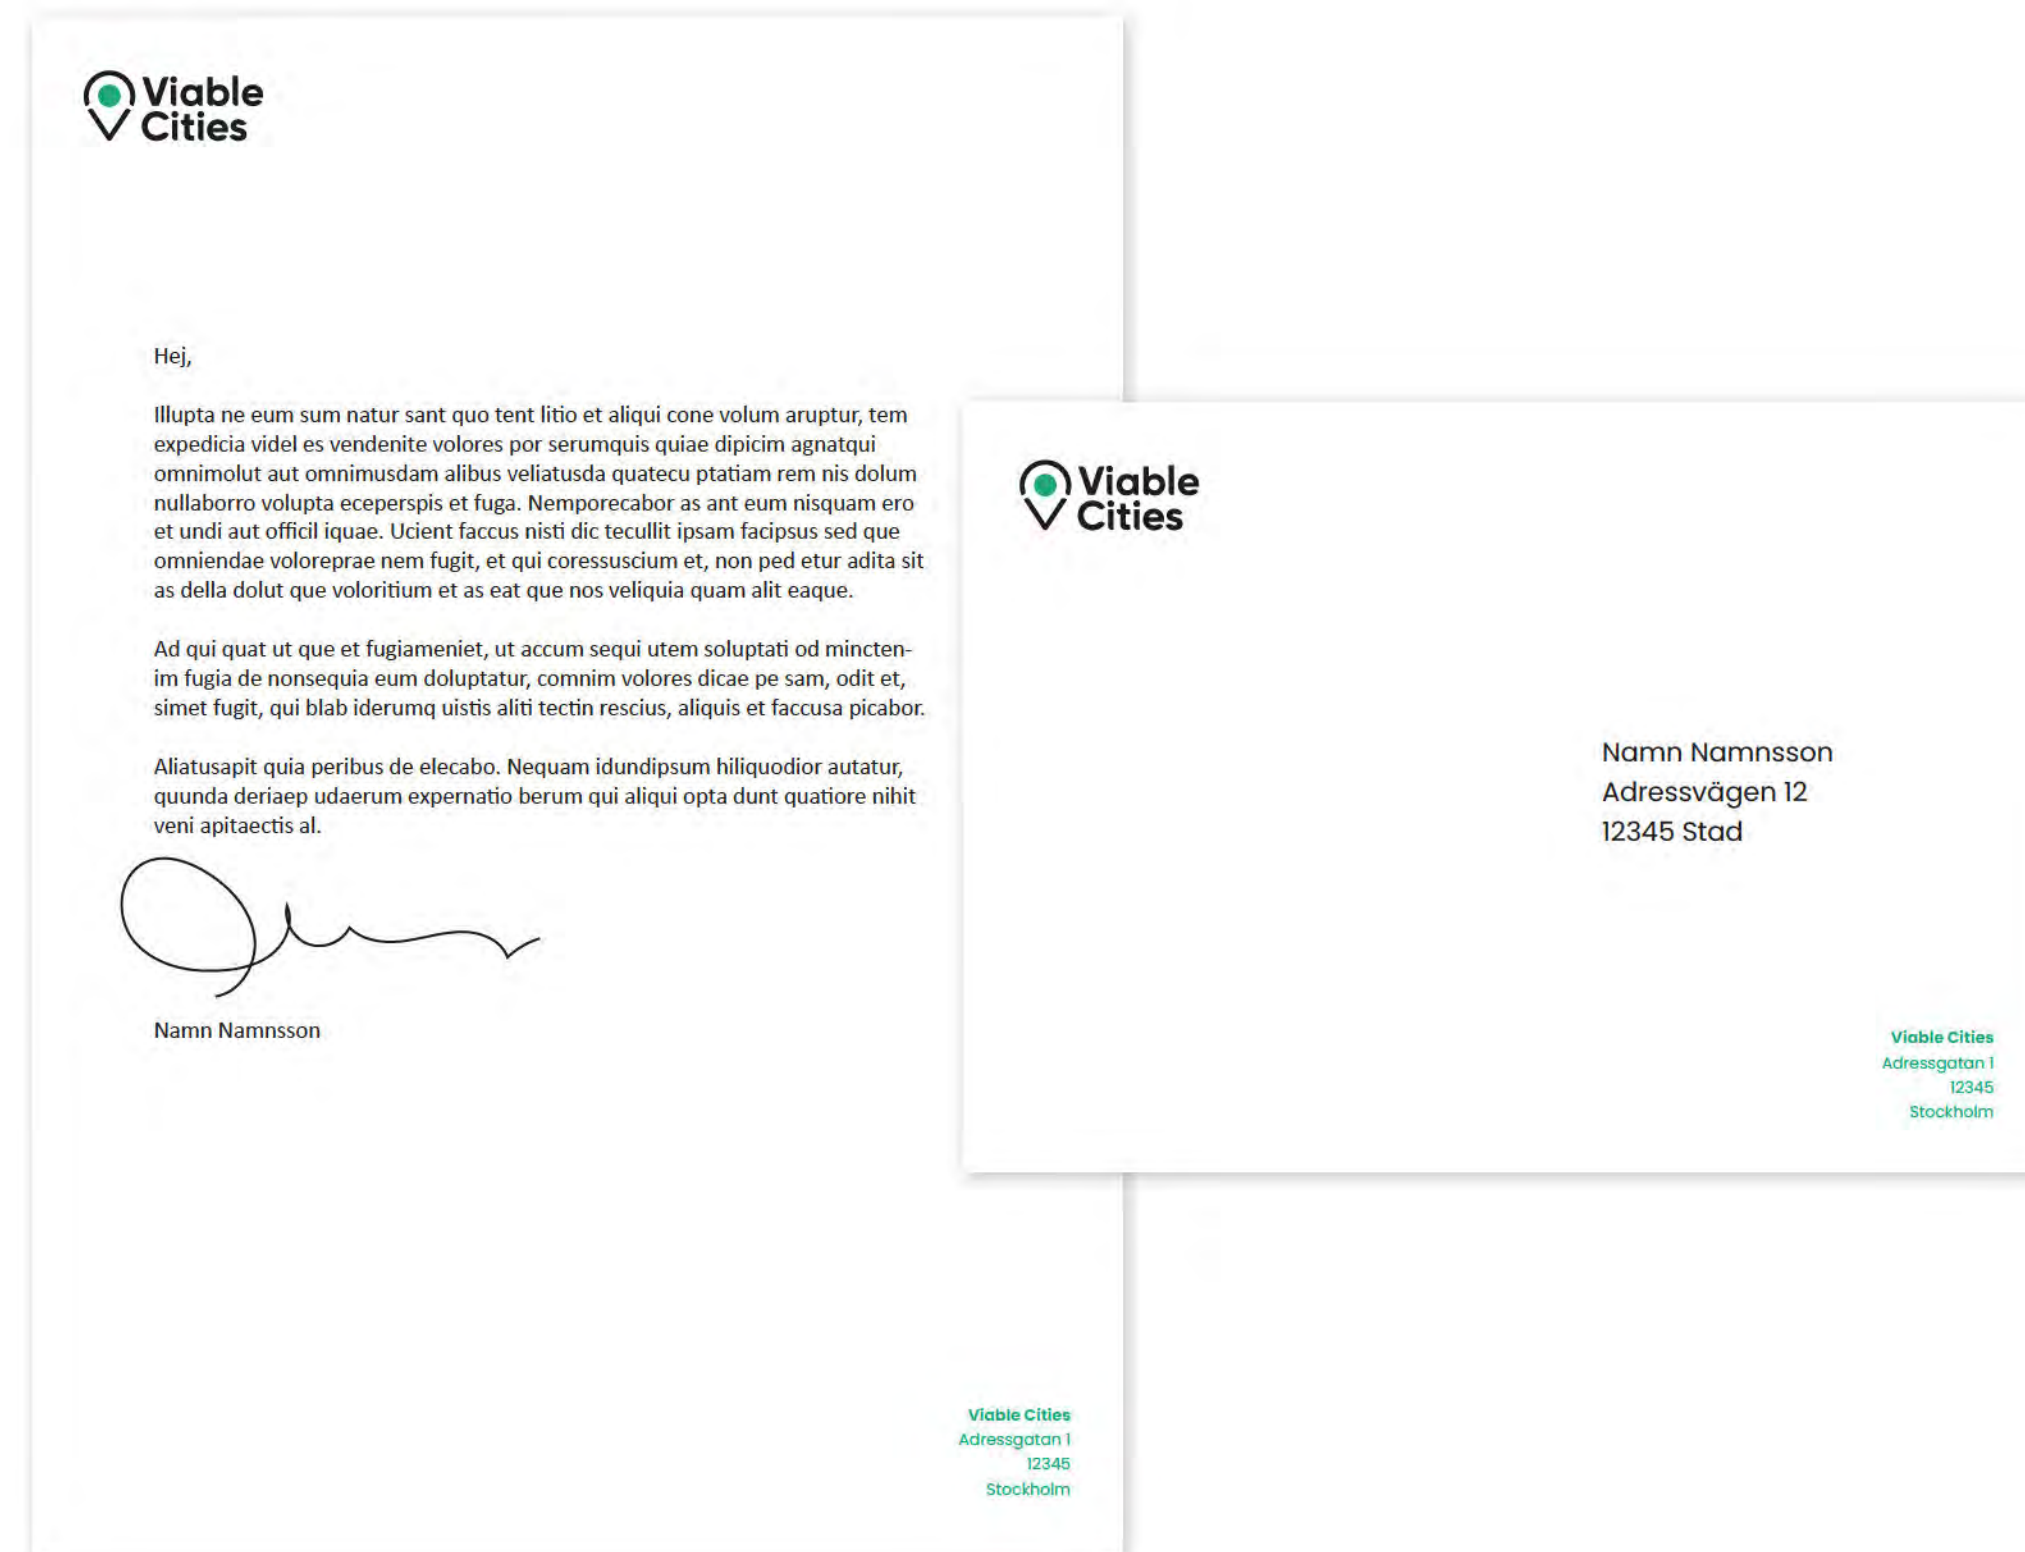 Viable
Cities
Hej,
Illupta ne eum sum natur sant quo tent litio et aliqui cone volum aruptur, tem
expedicia videl es vendenite volores por serumquis quiae dipicim agnatqui
omnimolut aut omnimusdam alibus veliatusda quatecu ptatiam rem nis dolum
nullaborro volupta eceperspis et fuga. Nemporecabor as ant eum nisquam ero
et undi aut officil iquae. Ucient faccus nisti dic tecullit ipsam facipsus sed que
omniendae voloreprae nem fugit, et qui coressuscium et, non ped etur adita sit
as della dolut que voloritium et as eat que nos veliquia quam alit eaque.
Ad qui quat ut que et fugiameniet, ut accum sequi utem soluptati od mincten-
im fugia de nonsequia eum doluptatur, comnim volores dicae pe sam, odit et,
simet fugit, qui blab iderumq uistis aliti tectin rescius, aliquis et faccusa picabor.
Aliatusapit quia peribus de elecabo. Nequam idundipsum hiliquodior autatur,
quunda deriaep udaerum expernatio berum qui aliqui opta dunt quatiore nihit
veni apitaectis al.
Namn Namnsson
Viable Cities
Adressgatan 1
12345
Stockholm
Viable
Cities
Namn Namnsson
Adressvägen 12
12345 Stad
Viable Cities
Adressgatan 1
12345
Stockholm